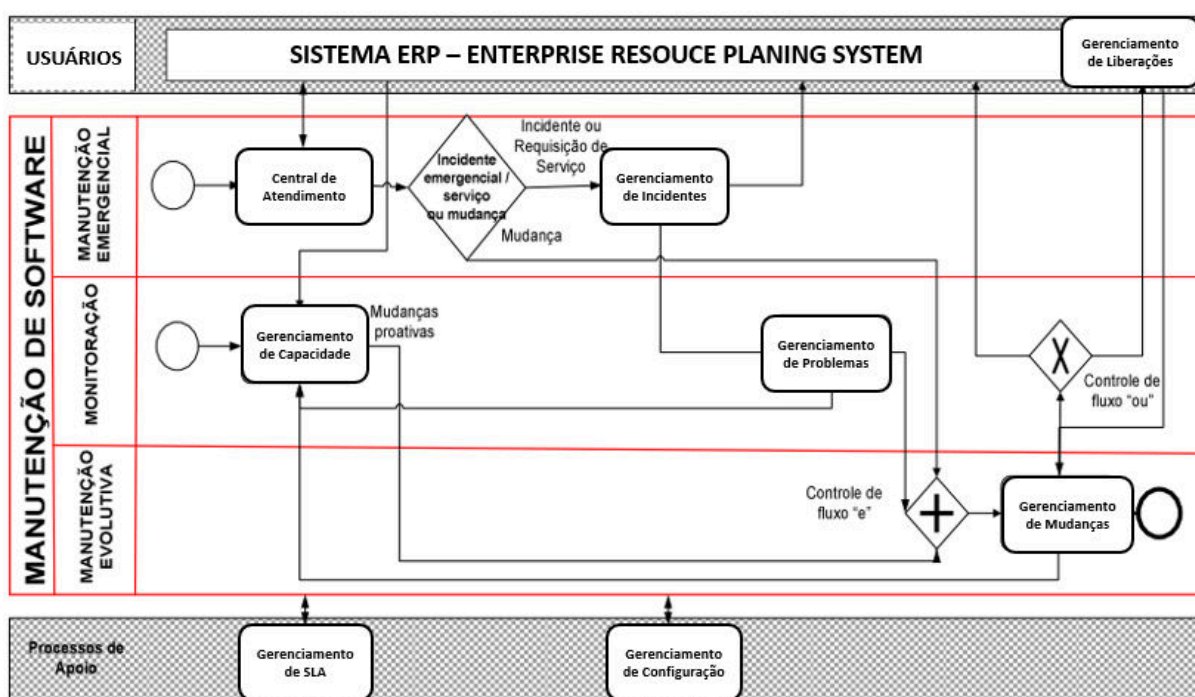 USUÁRIOS
SISTEMA ERP – ENTERPRISE RESOUCE PLANING SYSTEM
Gerenciamento
de Liberações
MANUTENÇÃO DE SOFTWARE
MANUTENÇÃO
EMERGENCIAL
Central de
Atendimento
Incidente
emergencial /
serviço
ou mudança
Incidente ou
Requisição de
Serviço
Mudança
Gerenciamento
de Incidentes
MONITORAÇÃO
Gerenciamento
de Capacidade
Mudanças
proativas
Gerenciamento
de Problemas
X
Controle de
fluxo “ou”
MANUTENÇÃO
EVOLUTIVA
Controle de
fluxo “e”
+
Gerenciamento
de Mudanças
Processos de
Apoio
Gerenciamento
de SLA
Gerenciamento
de Configuração